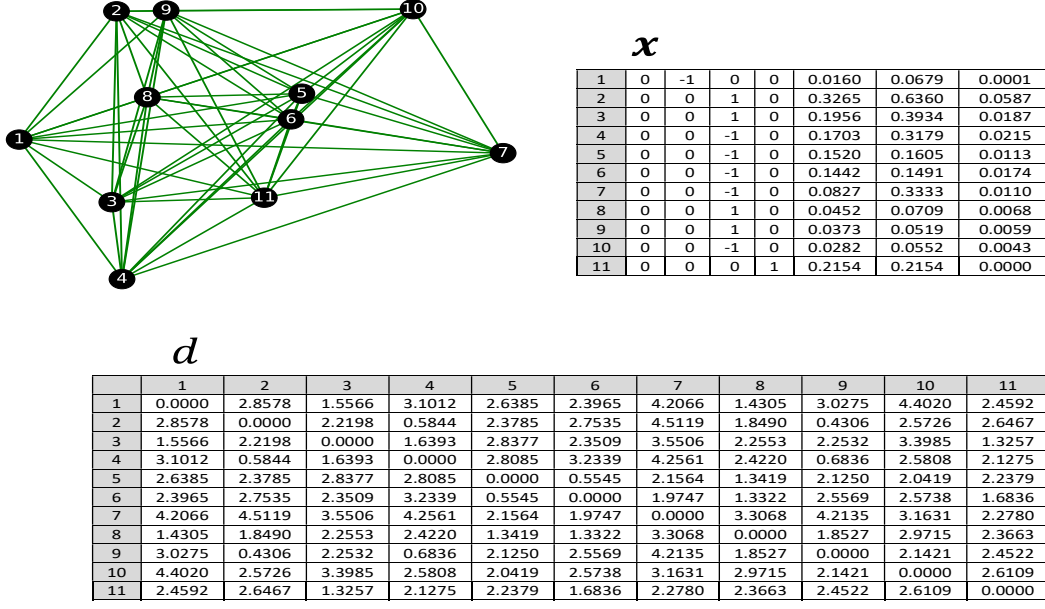 2 9 10
8 5
6
1 7
3 11
4
x
1 0 -1 0 0 0.0160 0.0679 0.0001
2 0 0 1 0 0.3265 0.6360 0.0587
3 0 0 1 0 0.1956 0.3934 0.0187
4 0 0 -1 0 0.1703 0.3179 0.0215
5 0 0 -1 0 0.1520 0.1605 0.0113
6 0 0 -1 0 0.1442 0.1491 0.0174
7 0 0 -1 0 0.0827 0.3333 0.0110
8 0 0 1 0 0.0452 0.0709 0.0068
9 0 0 1 0 0.0373 0.0519 0.0059
10 0 0 -1 0 0.0282 0.0552 0.0043
11 0 0 0 1 0.2154 0.2154 0.0000
d
1 2 3 4 5 6 7 8 9 10 11
1 0.0000 2.8578 1.5566 3.1012 2.6385 2.3965 4.2066 1.4305 3.0275 4.4020 2.4592
2 2.8578 0.0000 2.2198 0.5844 2.3785 2.7535 4.5119 1.8490 0.4306 2.5726 2.6467
3 1.5566 2.2198 0.0000 1.6393 2.8377 2.3509 3.5506 2.2553 2.2532 3.3985 1.3257
4 3.1012 0.5844 1.6393 0.0000 2.8085 3.2339 4.2561 2.4220 0.6836 2.5808 2.1275
5 2.6385 2.3785 2.8377 2.8085 0.0000 0.5545 2.1564 1.3419 2.1250 2.0419 2.2379
6 2.3965 2.7535 2.3509 3.2339 0.5545 0.0000 1.9747 1.3322 2.5569 2.5738 1.6836
7 4.2066 4.5119 3.5506 4.2561 2.1564 1.9747 0.0000 3.3068 4.2135 3.1631 2.2780
8 1.4305 1.8490 2.2553 2.4220 1.3419 1.3322 3.3068 0.0000 1.8527 2.9715 2.3663
9 3.0275 0.4306 2.2532 0.6836 2.1250 2.5569 4.2135 1.8527 0.0000 2.1421 2.4522
10 4.4020 2.5726 3.3985 2.5808 2.0419 2.5738 3.1631 2.9715 2.1421 0.0000 2.6109
11 2.4592 2.6467 1.3257 2.1275 2.2379 1.6836 2.2780 2.3663 2.4522 2.6109 0.0000